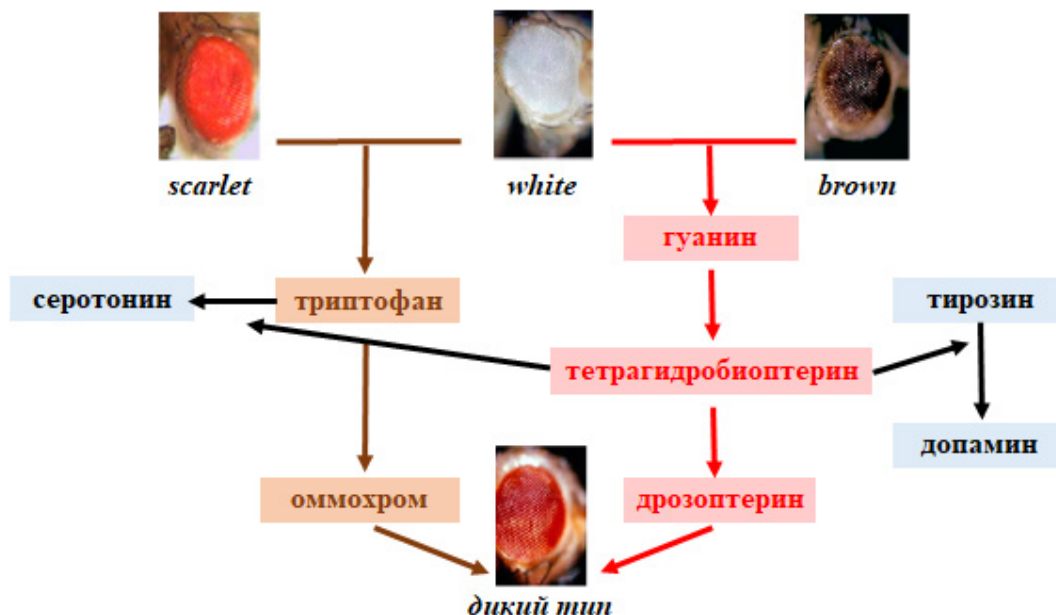 scarlet
white
brown
гуанин
серотонин
триптофан
тирозин
тетрагидробиоптерин
допамин
оммохром
дрозоптерин
дикий тип